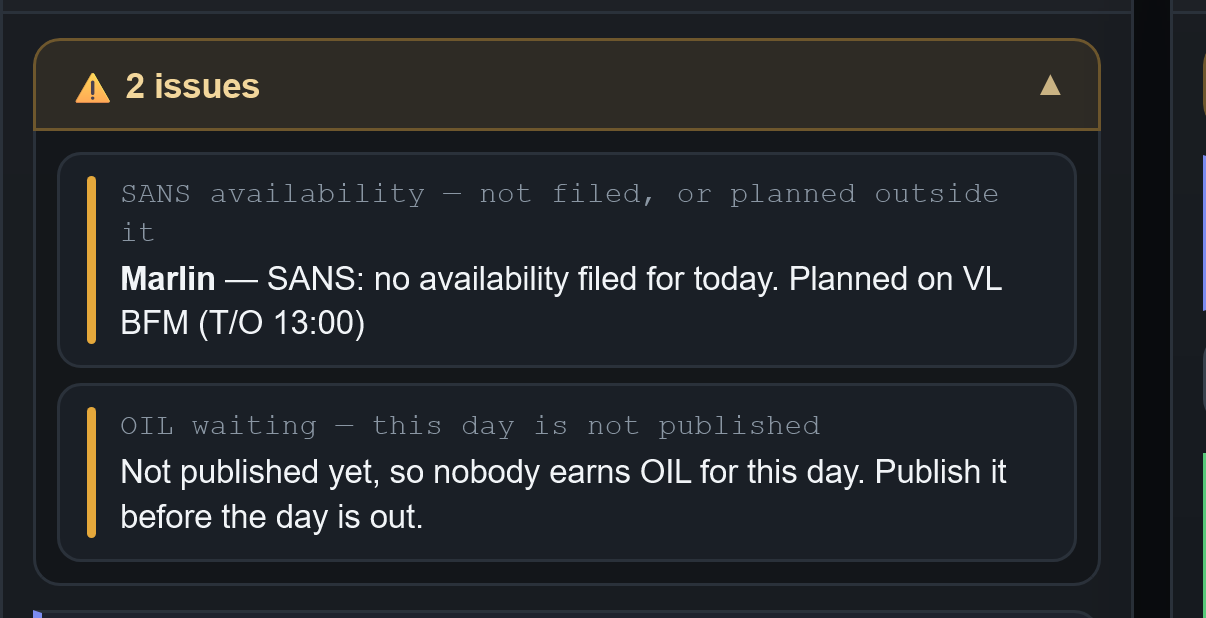 2 issues
SANS availability — not filed, or planned outside
it
Marlin — SANS: no availability filed for today. Planned on VL
BFM (T/O 13:00)
OIL waiting — this day is not published
Not published yet, so nobody earns OIL for this day. Publish it
before the day is out.